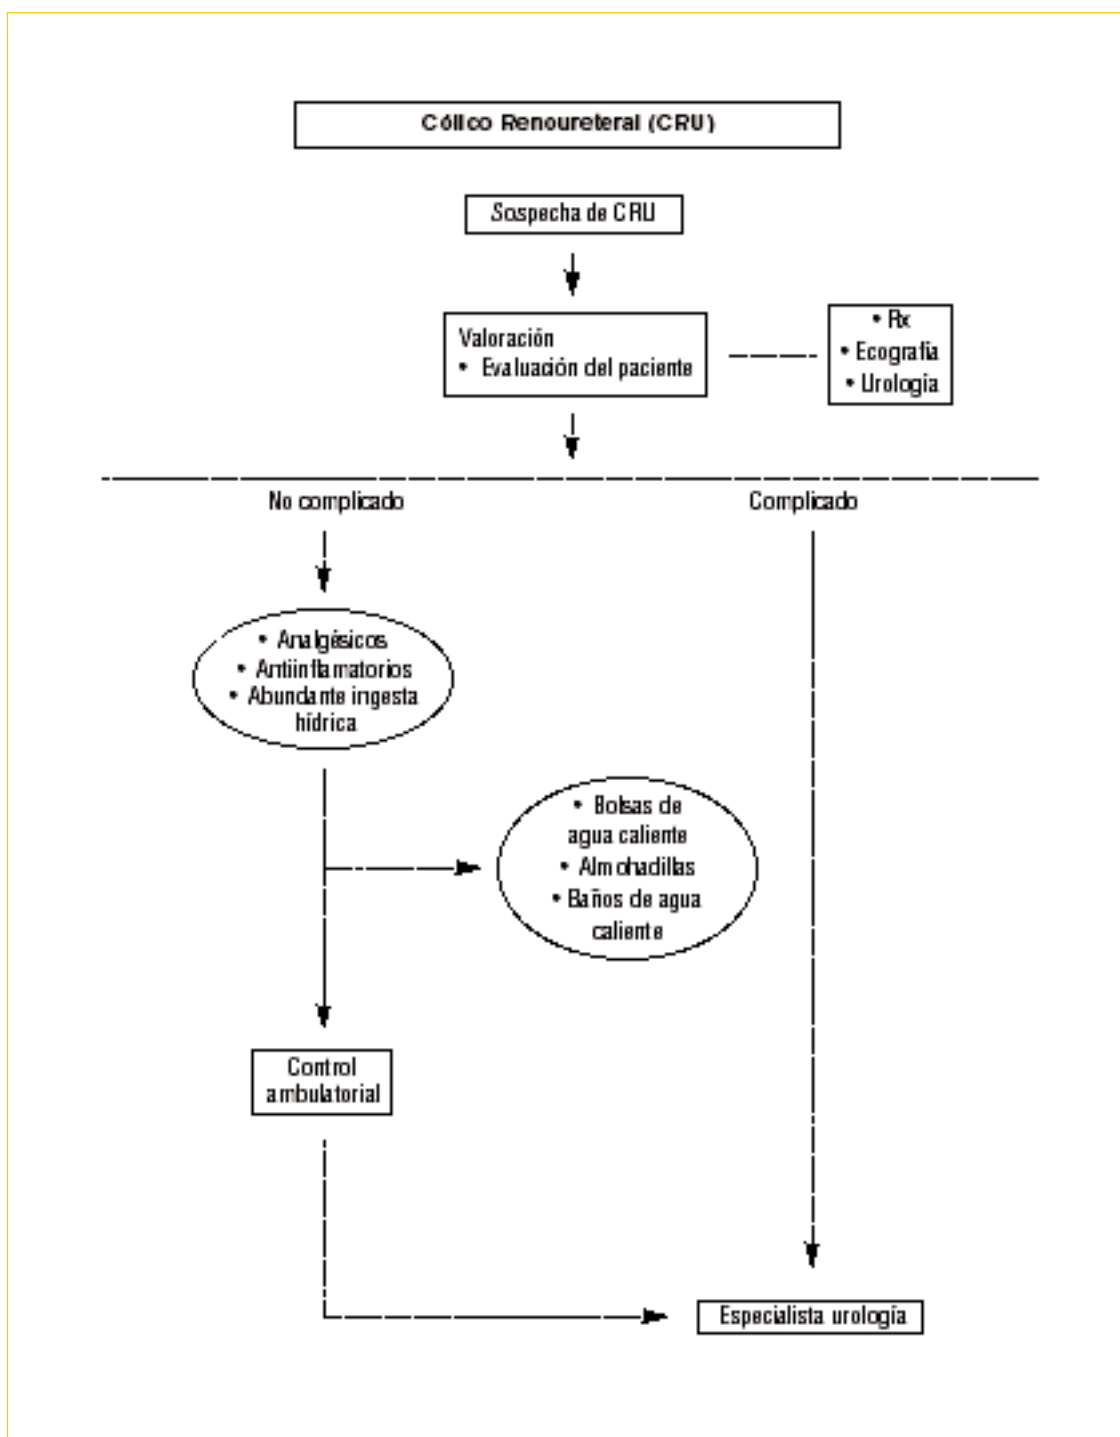 Cólico Renoureteral (CRU)
Sospecha de CRU
Valoración
• Evaluación del paciente
• Rx
• Ecografía
• Urología
No complicado
Complicado
• Analgésicos
• Antiinflamatorios
• Abundante ingesta
hídrica
• Bolsas de
agua caliente
• Almohadillas
• Baños de agua
caliente
Control
ambulatorial
Especialista urología